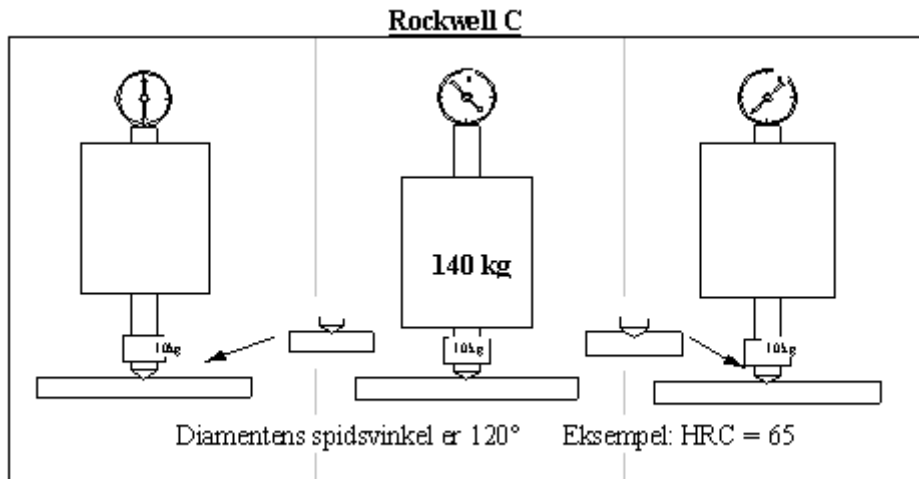 Rockwell C
140 kg
10kg
10kg
10kg
Diamentens spidsvinkel er 120° Eksempel: HRC = 65